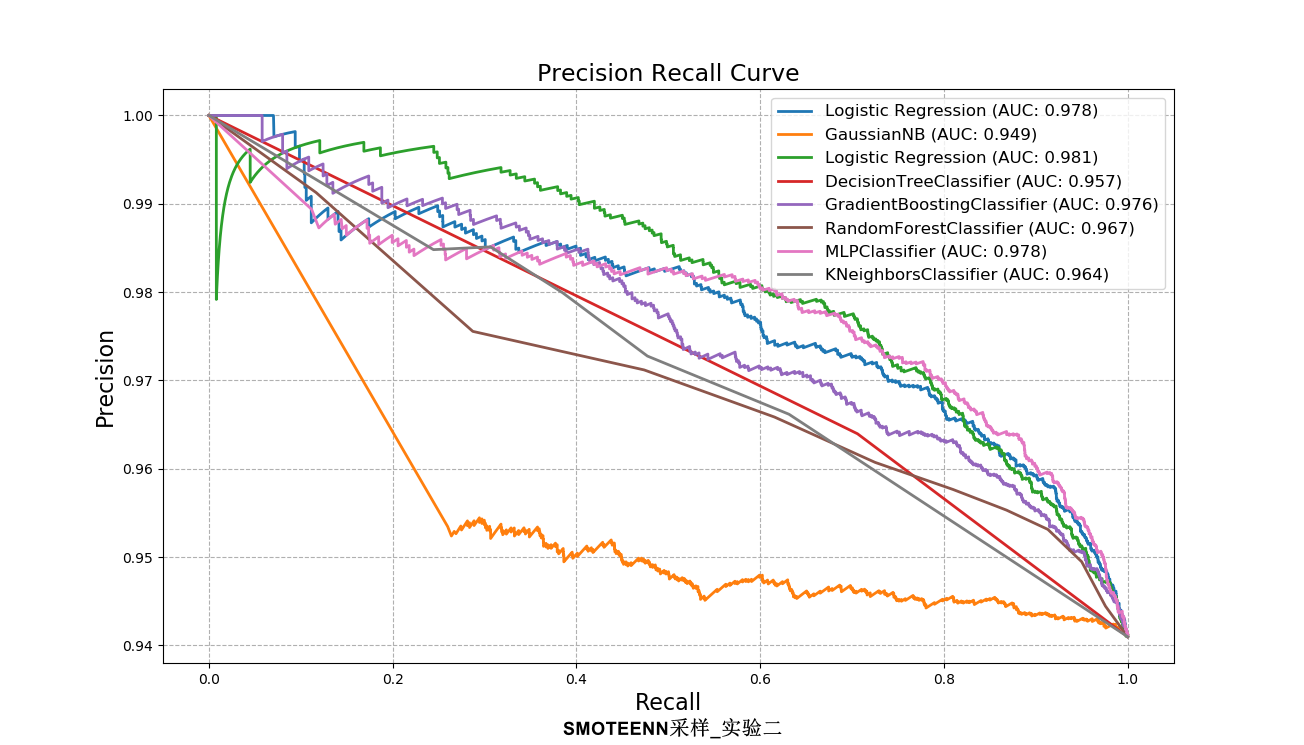 Precision Recall Curve
Logistic Regression (AUC: 0.978)
GaussianNB (AUC: 0.949)
Logistic Regression (AUC: 0.981)
DecisionTreeClassifier (AUC: 0.957)
GradientBoostingClassifier (AUC: 0.976)
RandomForestClassifier (AUC: 0.967)
MLPClassifier (AUC: 0.978)
KNeighborsClassifier (AUC: 0.964)
Precision
1.00
0.99
0.98
0.97
0.96
0.95
0.94
0.0 0.2 0.4 0.6 0.8 1.0
Recall
SMOTEENN采样_实验二